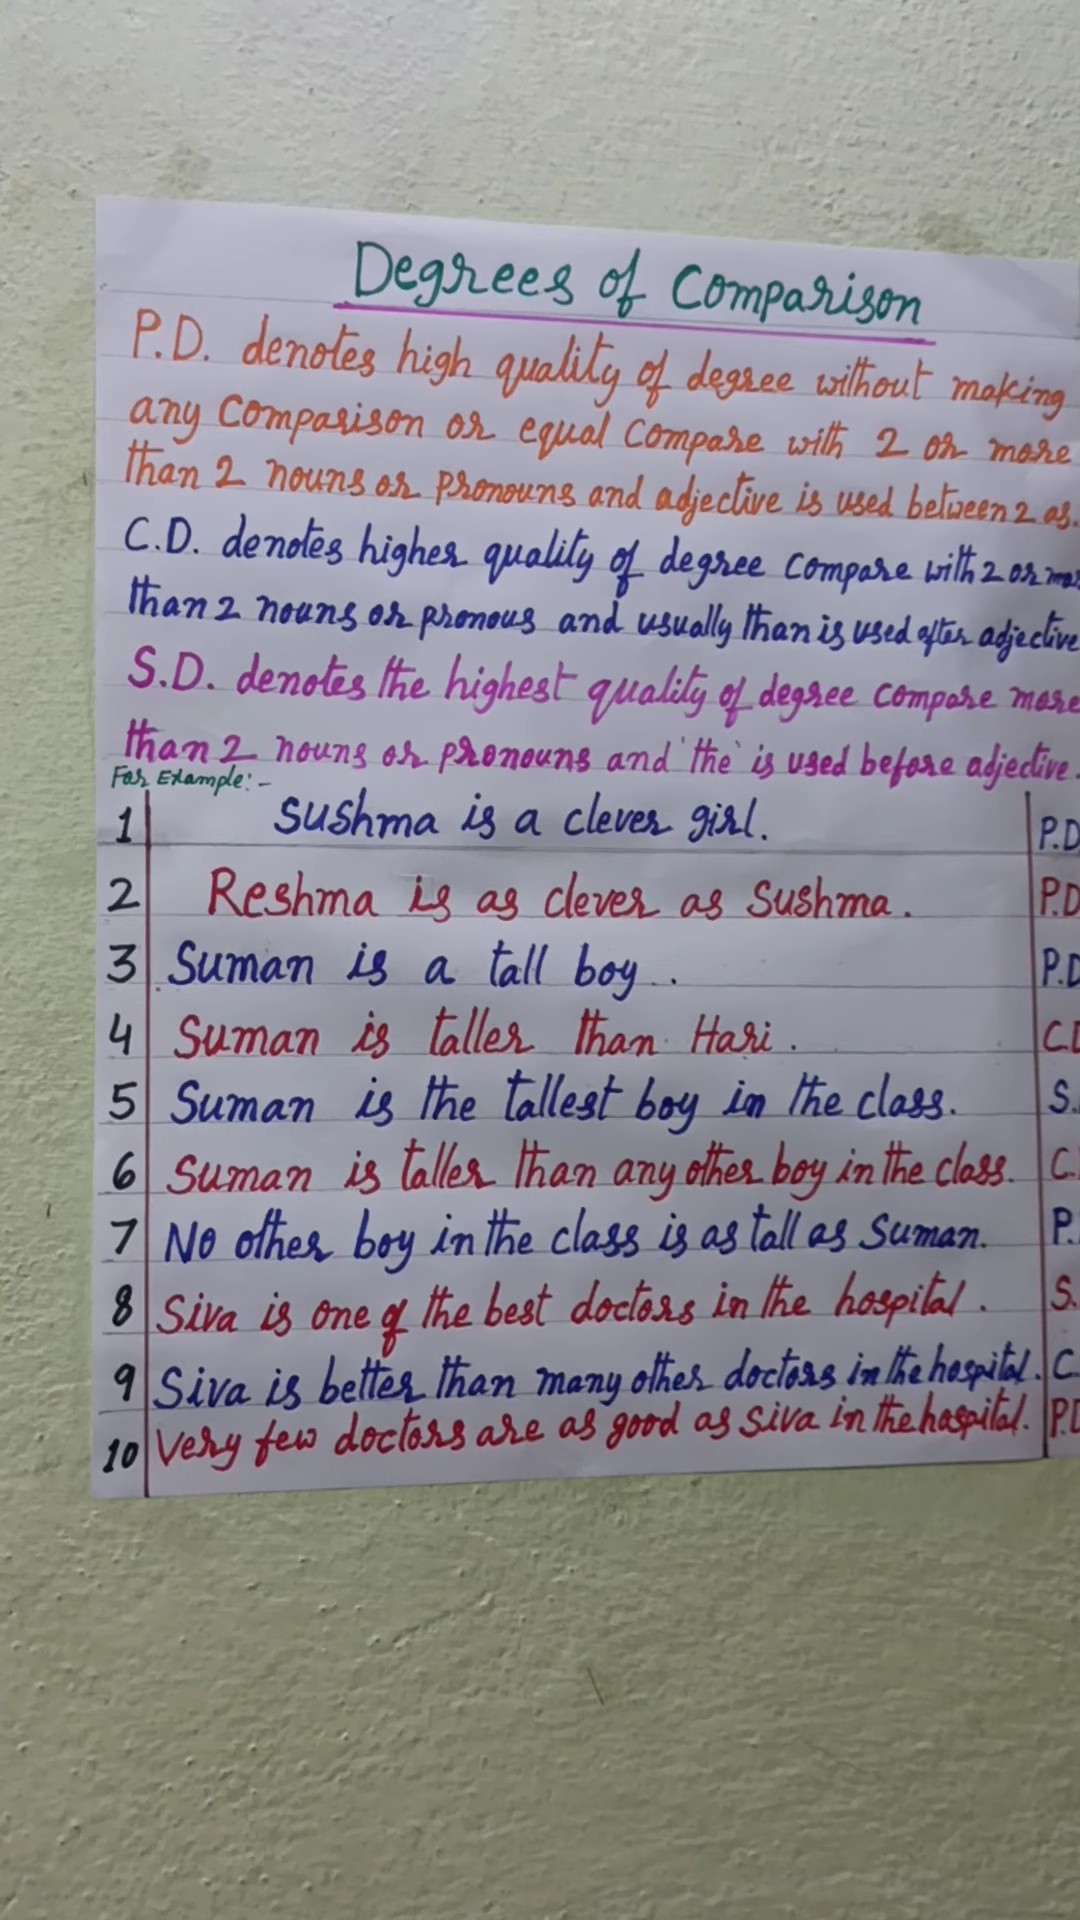 Degrees of Comparison
P.D. denotes high quality of degree without making
any Comparison or equal Compare with 2 or more
than 2 nouns or pronouns and adjective is used between 2 as.
C.D. denotes higher quality of degree Compare with 2 or mor
than 2 nouns or pronous and usually than is used after adjective
S.D. denotes the highest quality of degree compare more
than 2 nouns or pronouns and 'the' is used before adjective.
For Example:-
1 Sushma is a clever girl. P.D
2 Reshma is as clever as Sushma. P.D
3 Suman is a tall boy. P.D
4 Suman is taller than Hari. C.D
5 Suman is the tallest boy in the class. S.
6 Suman is taller than any other boy in the class. C.
7 No other boy in the class is as tall as Suman. P.
8 Siva is one of the best doctors in the hospital. S.
9 Siva is better than many other doctors in the hospital. C.
10 Very few doctors are as good as Siva in the hospital. P.D